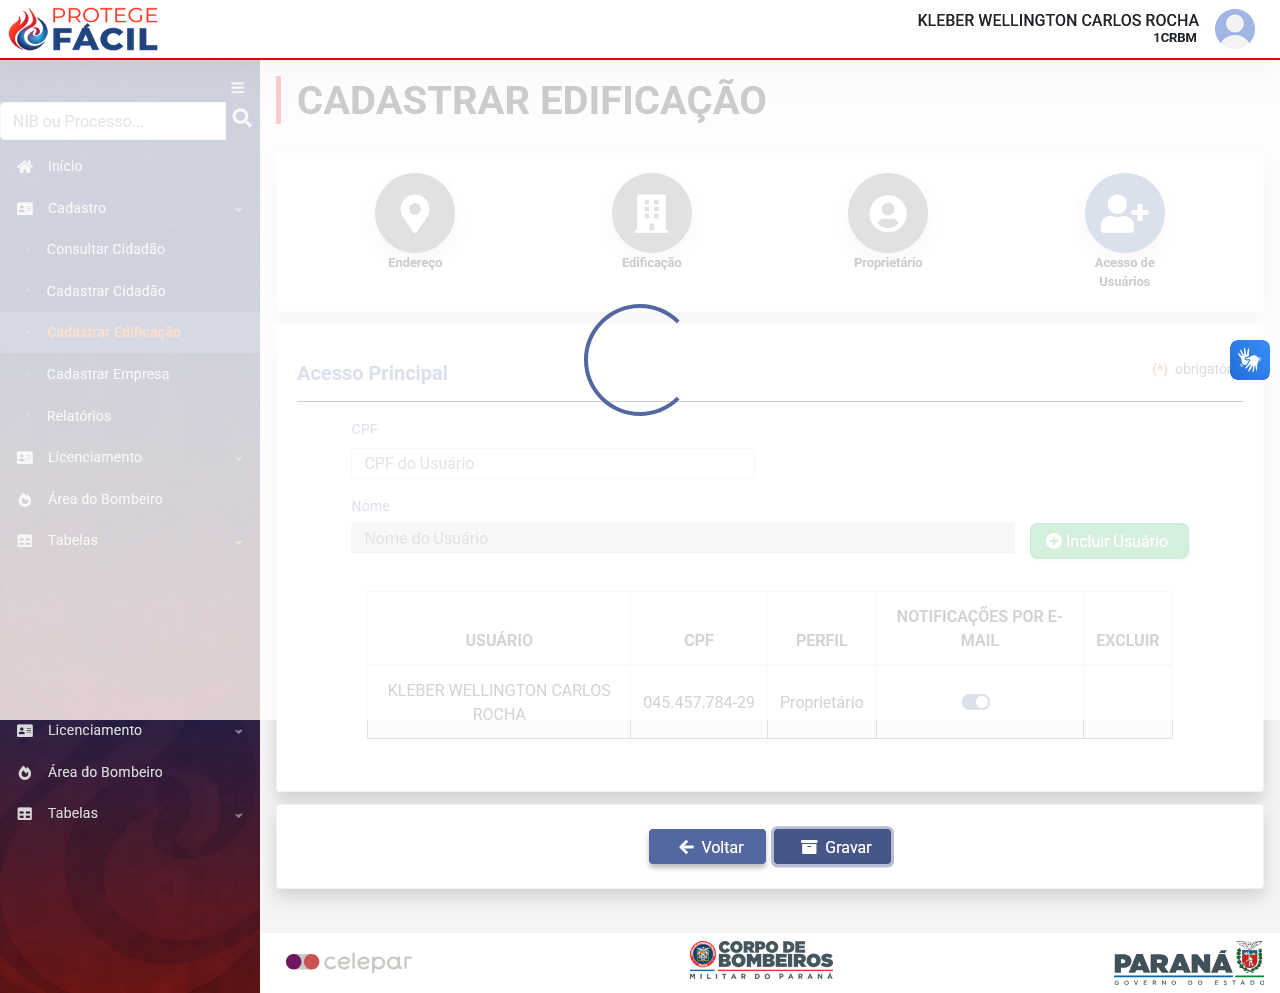 PROTEGE
FÁCIL
KLEBER WELLINGTON CARLOS ROCHA
1CRBM
NIB ou Processo...
Início
Cadastro
Consultar Cidadão
Cadastrar Cidadão
Cadastrar Edificação
Cadastrar Empresa
Relatórios
Licenciamento
Área do Bombeiro
Tabelas
Licenciamento
Área do Bombeiro
Tabelas
CADASTRAR EDIFICAÇÃO
Endereço
Edificação
Proprietário
Acesso de
Usuários
Acesso Principal
(*) obrigatór
CPF
CPF do Usuário
Nome
Nome do Usuário
Incluir Usuário
USUÁRIO CPF PERFIL NOTIFICAÇÕES POR E-
MAIL EXCLUIR
KLEBER WELLINGTON CARLOS
ROCHA 045.457.784-29 Proprietário
Voltar
Gravar
celepar
CORPO DE
BOMBEIROS
MILITAR DO PARANÁ
PARANÁ
GOVERNO DO ESTADO